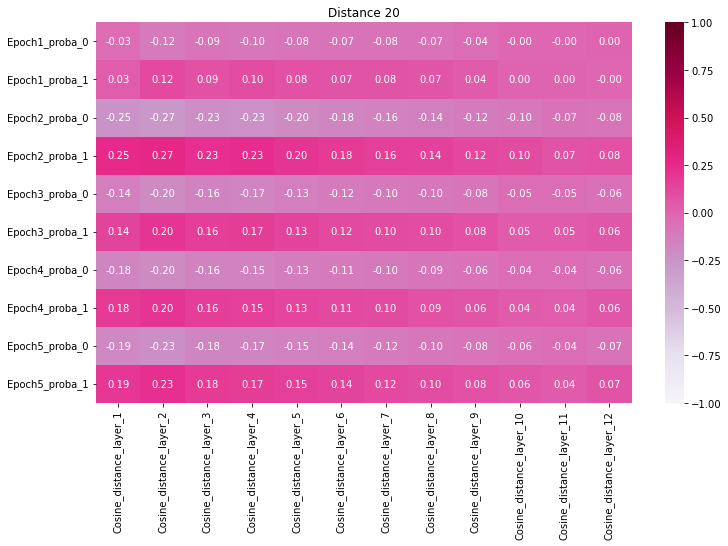 Distance 20
Epoch1_proba_0 -0.03 -0.12 -0.09 -0.10 -0.08 -0.07 -0.08 -0.07 -0.04 -0.00 -0.00 0.00
Epoch1_proba_1 0.03 0.12 0.09 0.10 0.08 0.07 0.08 0.07 0.04 0.00 0.00 -0.00
Epoch2_proba_0 -0.25 -0.27 -0.23 -0.23 -0.20 -0.18 -0.16 -0.14 -0.12 -0.10 -0.07 -0.08
Epoch2_proba_1 0.25 0.27 0.23 0.23 0.20 0.18 0.16 0.14 0.12 0.10 0.07 0.08
Epoch3_proba_0 -0.14 -0.20 -0.16 -0.17 -0.13 -0.12 -0.10 -0.10 -0.08 -0.05 -0.05 -0.06
Epoch3_proba_1 0.14 0.20 0.16 0.17 0.13 0.12 0.10 0.10 0.08 0.05 0.05 0.06
Epoch4_proba_0 -0.18 -0.20 -0.16 -0.15 -0.13 -0.11 -0.10 -0.09 -0.06 -0.04 -0.04 -0.06
Epoch4_proba_1 0.18 0.20 0.16 0.15 0.13 0.11 0.10 0.09 0.06 0.04 0.04 0.06
Epoch5_proba_0 -0.19 -0.23 -0.18 -0.17 -0.15 -0.14 -0.12 -0.10 -0.08 -0.06 -0.04 -0.07
Epoch5_proba_1 0.19 0.23 0.18 0.17 0.15 0.14 0.12 0.10 0.08 0.06 0.04 0.07
Cosine_distance_layer_1
Cosine_distance_layer_2
Cosine_distance_layer_3
Cosine_distance_layer_4
Cosine_distance_layer_5
Cosine_distance_layer_6
Cosine_distance_layer_7
Cosine_distance_layer_8
Cosine_distance_layer_9
Cosine_distance_layer_10
Cosine_distance_layer_11
Cosine_distance_layer_12
1.00
0.75
0.50
0.25
0.00
−0.25
−0.50
−0.75
−1.00